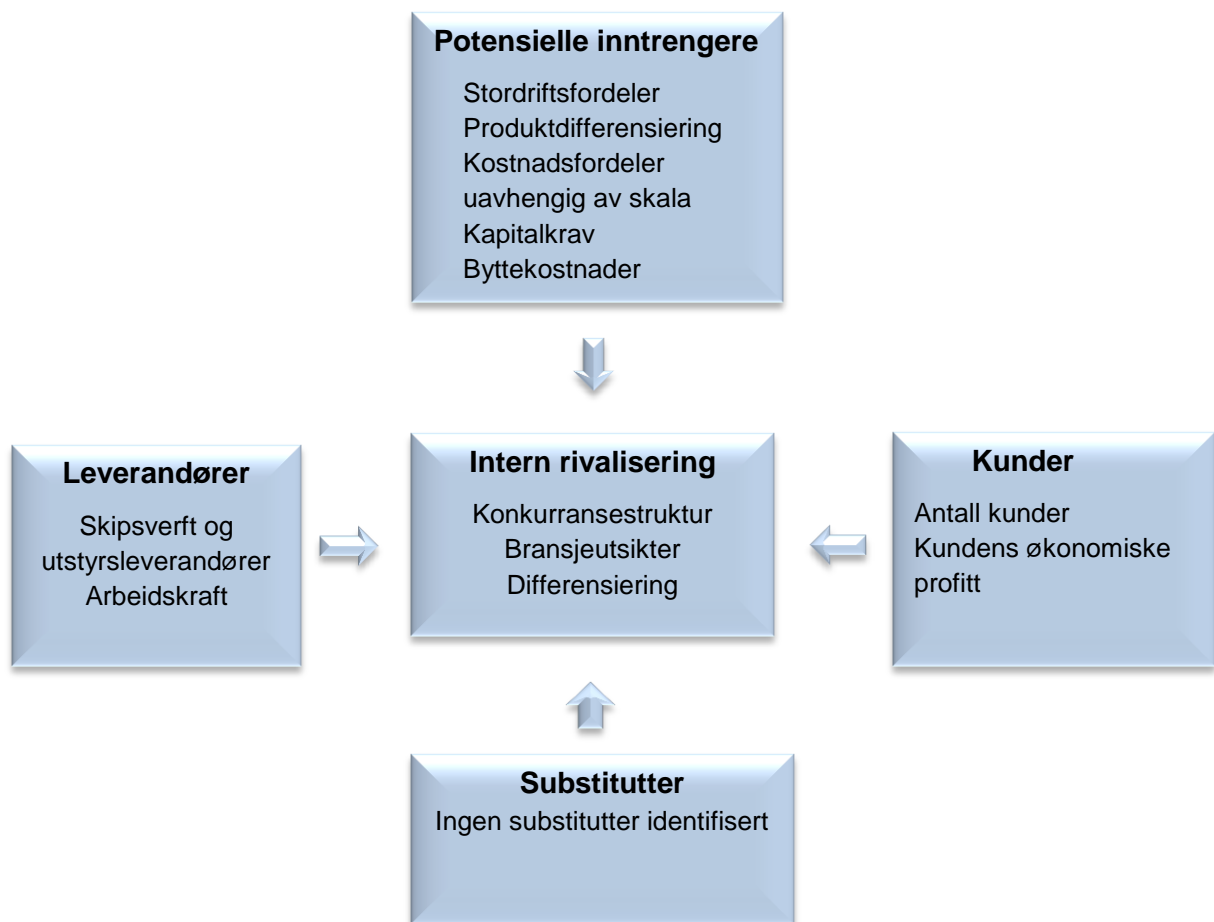 Potensielle inntrengere
Stordriftsfordeler
Produktdifferensiering
Kostnadsfordeler
uavhengig av skala
Kapitalkrav
Byttekostnader
Leverandører
Skipsverft og
utstyrsleverandører
Arbeidskraft
Intern rivalisering
Konkurransestruktur
Bransjeutsikter
Differensiering
Kunder
Antall kunder
Kundens økonomiske
profitt
Substitutter
Ingen substitutter identifisert